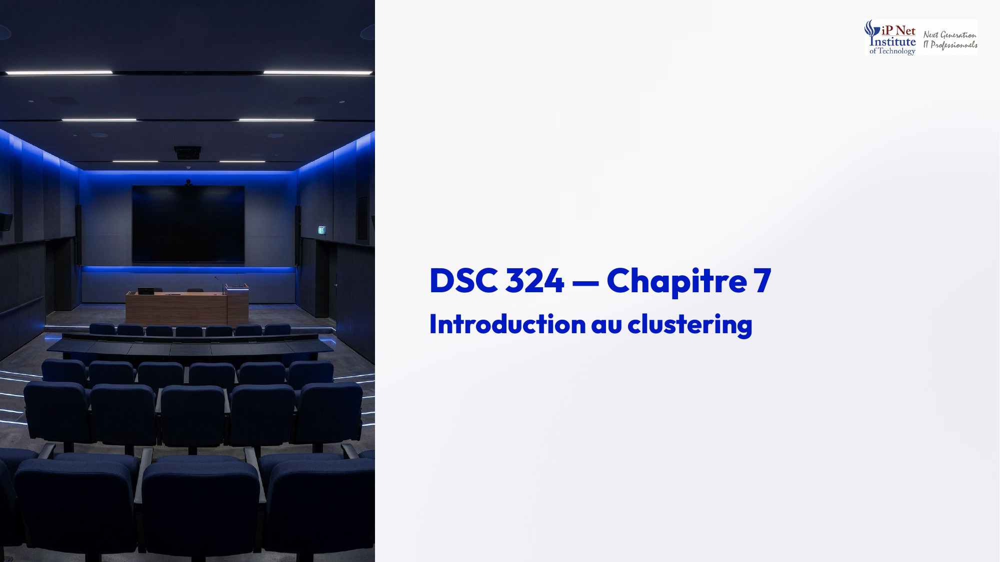 iP Net
Institute
of Technology
Next Generation
IT Professionnels
DSC 324 — Chapitre 7
Introduction au clustering